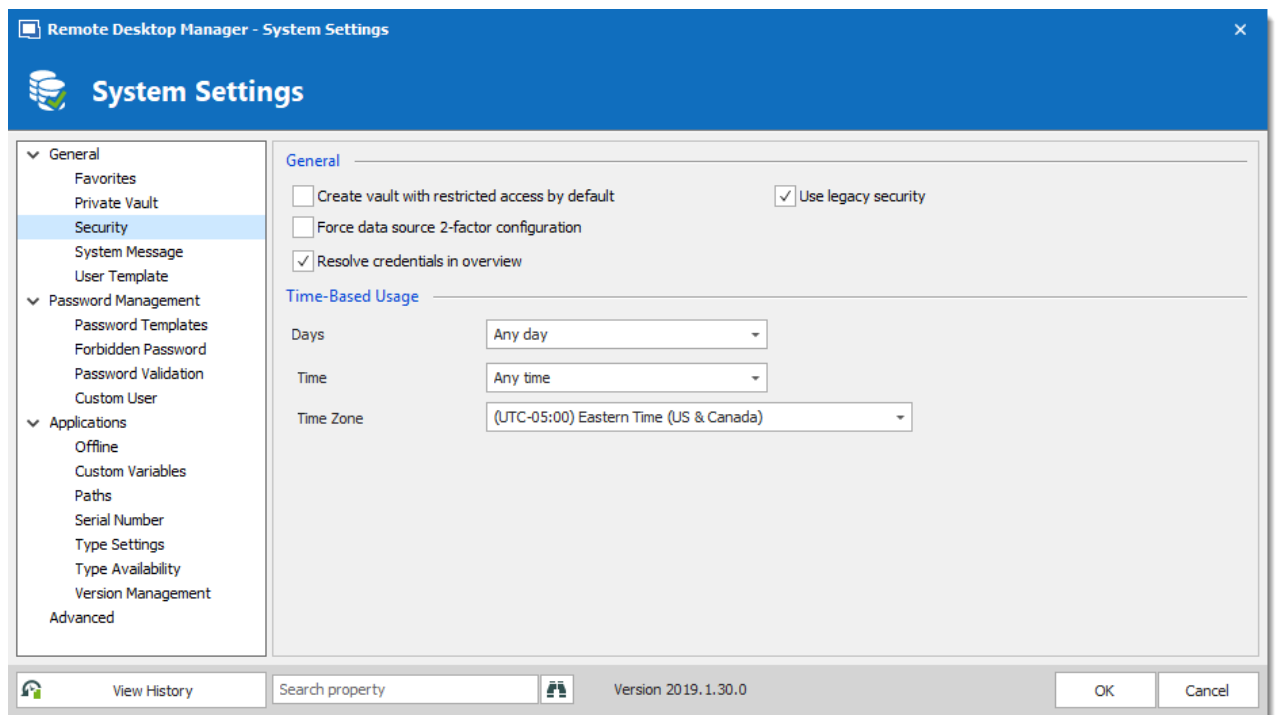 Remote Desktop Manager - System Settings
System Settings
General
Favorites
Private Vault
Security
System Message
User Template
Password Management
Password Templates
Forbidden Password
Password Validation
Custom User
Applications
Offline
Custom Variables
Paths
Serial Number
Type Settings
Type Availability
Version Management
Advanced
General
Create vault with restricted access by default
Use legacy security
Force data source 2-factor configuration
Resolve credentials in overview
Time-Based Usage
Days Any day
Time Any time
Time Zone (UTC-05:00) Eastern Time (US & Canada)
View History Search property Version 2019.1.30.0 OK Cancel